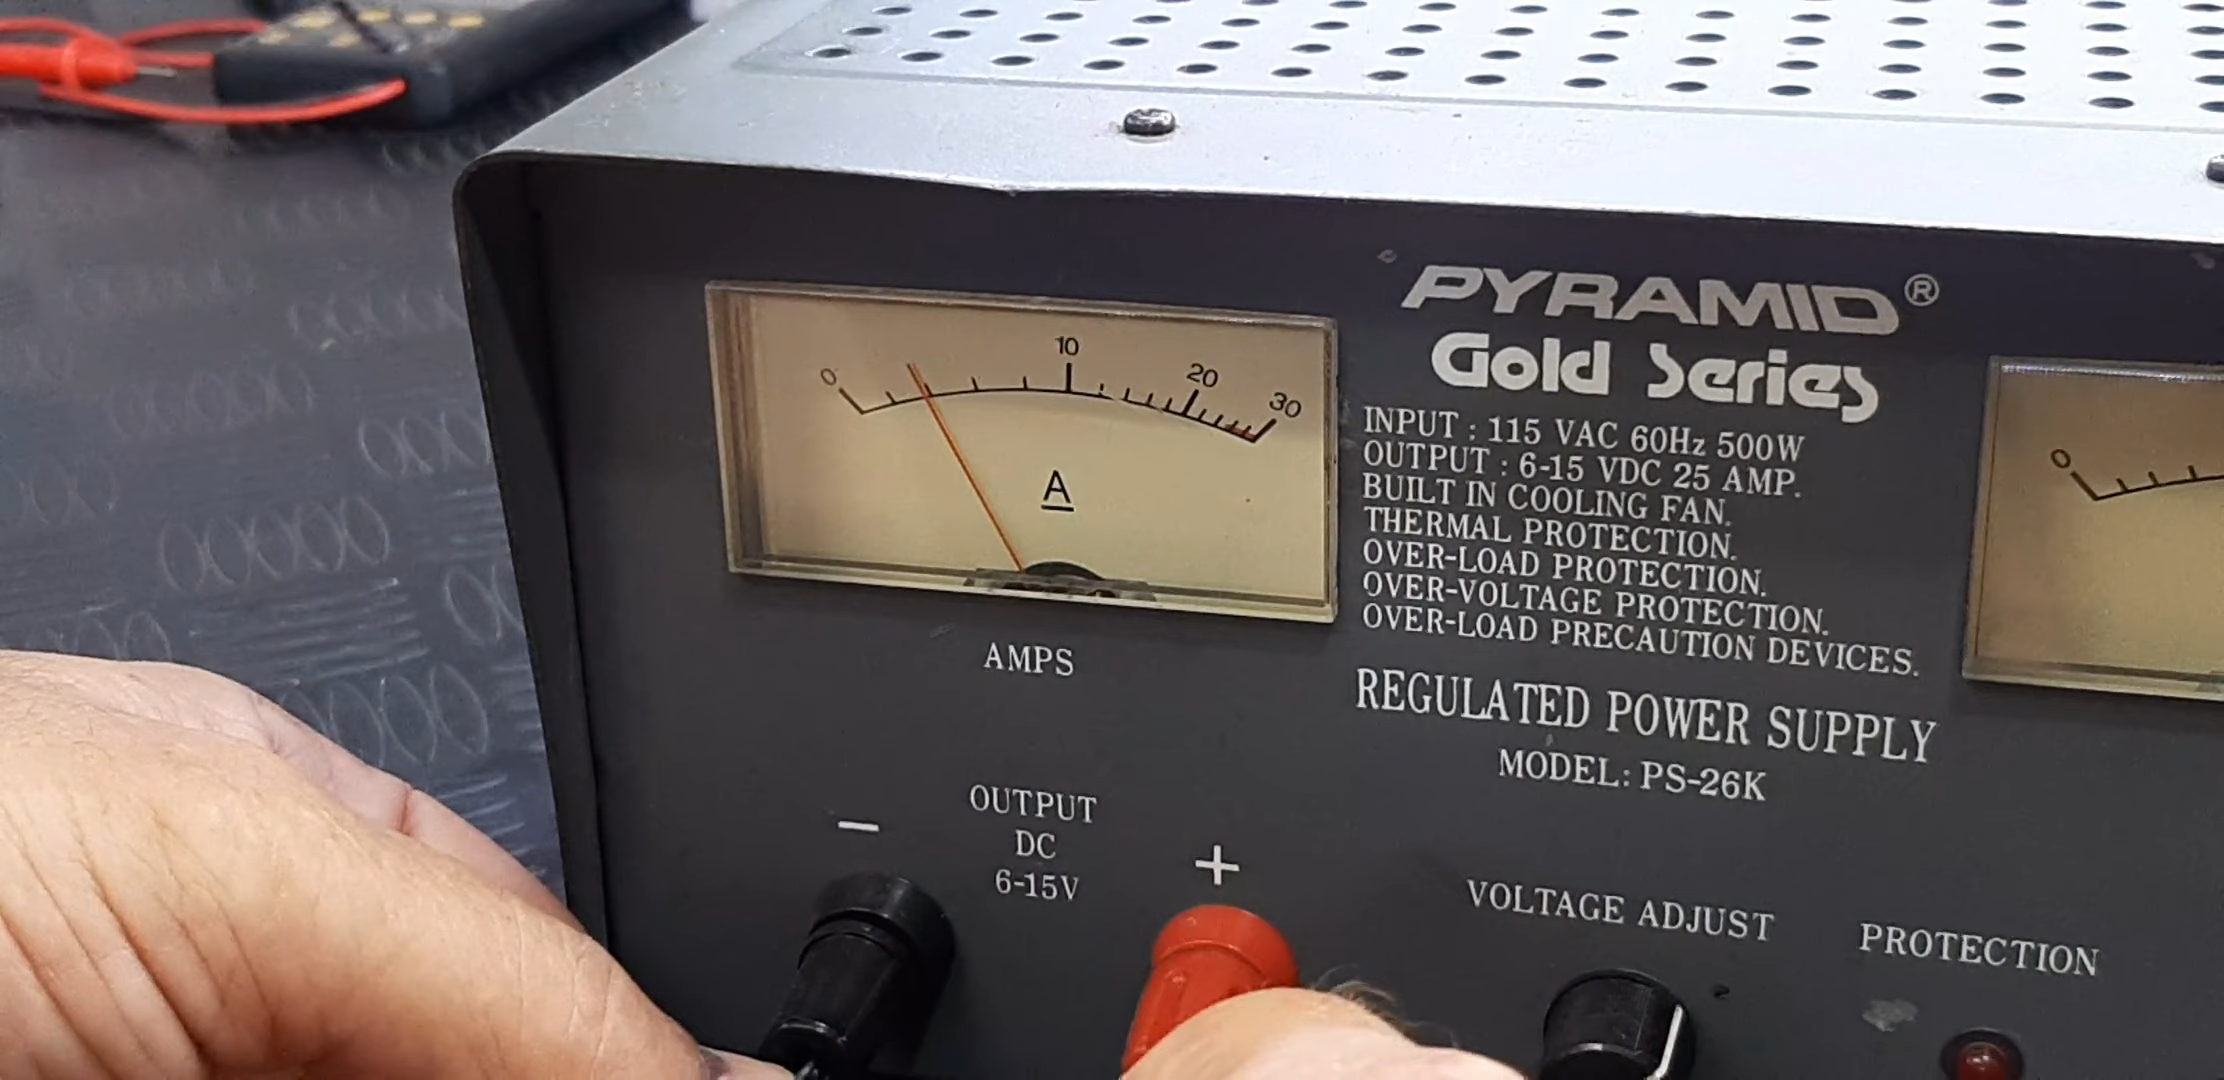 PYRAMID®
Gold Series
INPUT : 115 VAC 60Hz 500W
OUTPUT : 6-15 VDC 25 AMP.
BUILT IN COOLING FAN.
THERMAL PROTECTION.
OVER-LOAD PROTECTION.
OVER-VOLTAGE PROTECTION.
OVER-LOAD PRECAUTION DEVICES.
REGULATED POWER SUPPLY
MODEL: PS-26K
0 10 20 30
A
AMPS
0
− OUTPUT +
DC
6-15V
VOLTAGE ADJUST
PROTECTION